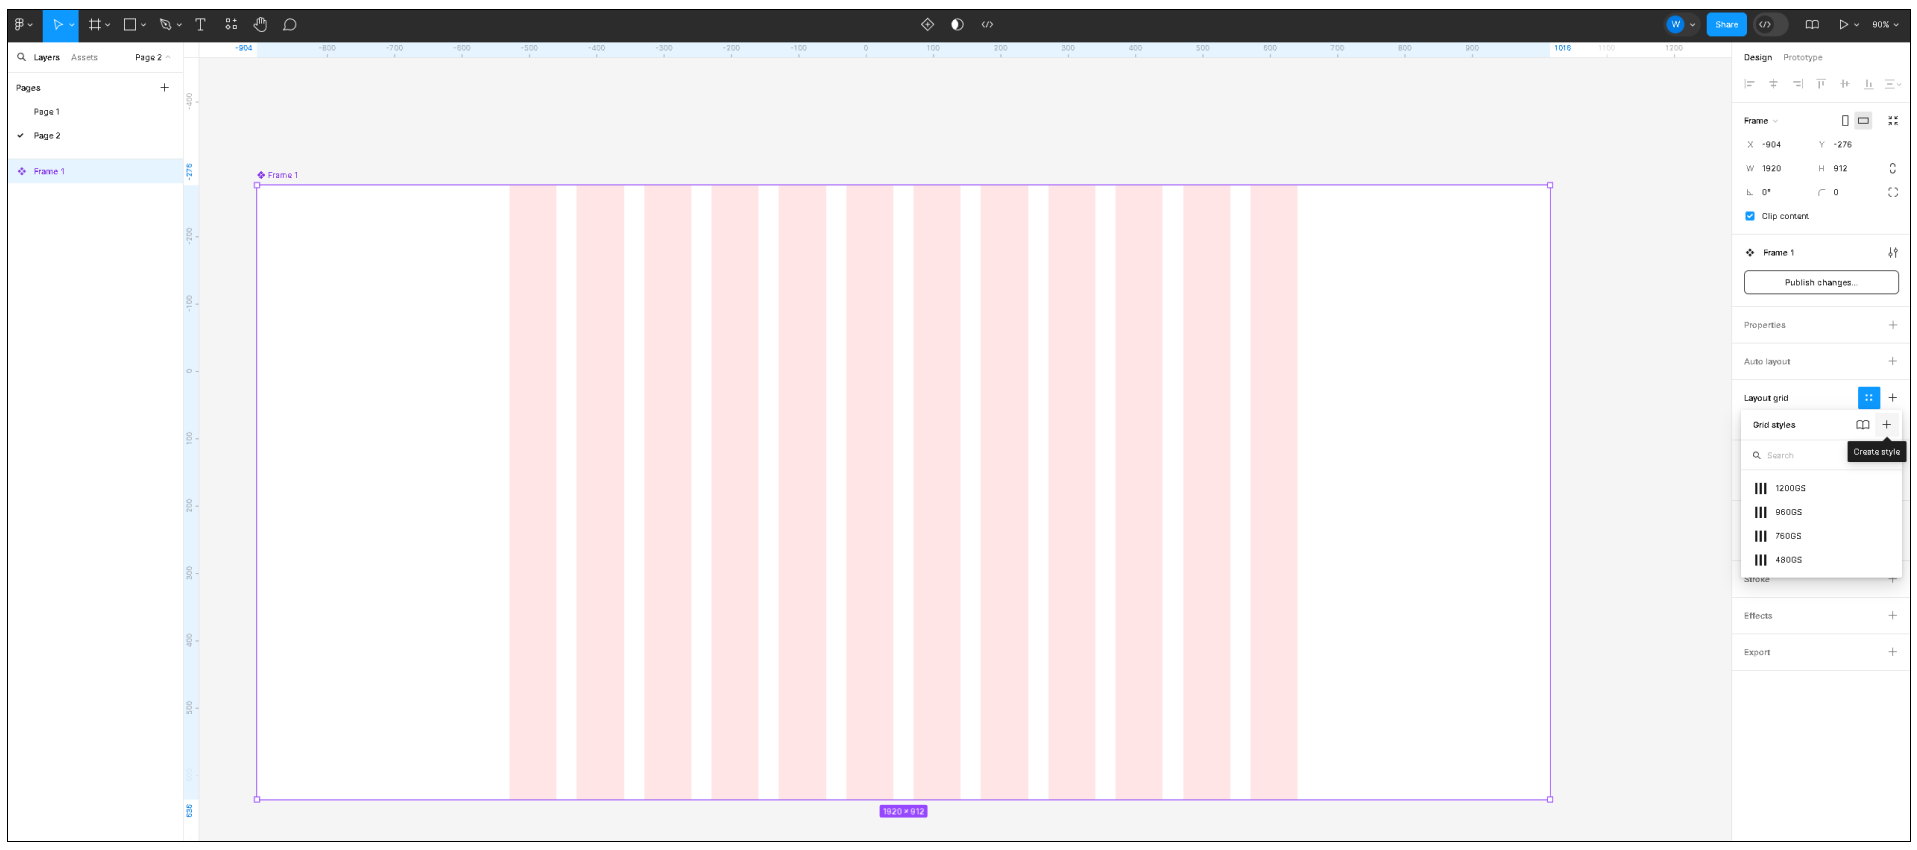 W
Share
90%
Layers
Assets
Page 2
Pages
Page 1
Page 2
Frame 1
-904
-800
-700
-600
-500
-400
-300
-200
-100
0
100
200
300
400
500
600
700
800
900
1016
1100
1200
-400
-276
-200
-100
0
100
200
300
400
500
600
636
Frame 1
1920 × 912
Design
Prototype
Frame
X -904
Y -276
W 1920
H 912
0°
0
Clip content
Frame 1
Publish changes...
Properties
Auto layout
Layout grid
Grid styles
Create style
Search
1200GS
960GS
760GS
480GS
Stroke
Effects
Export